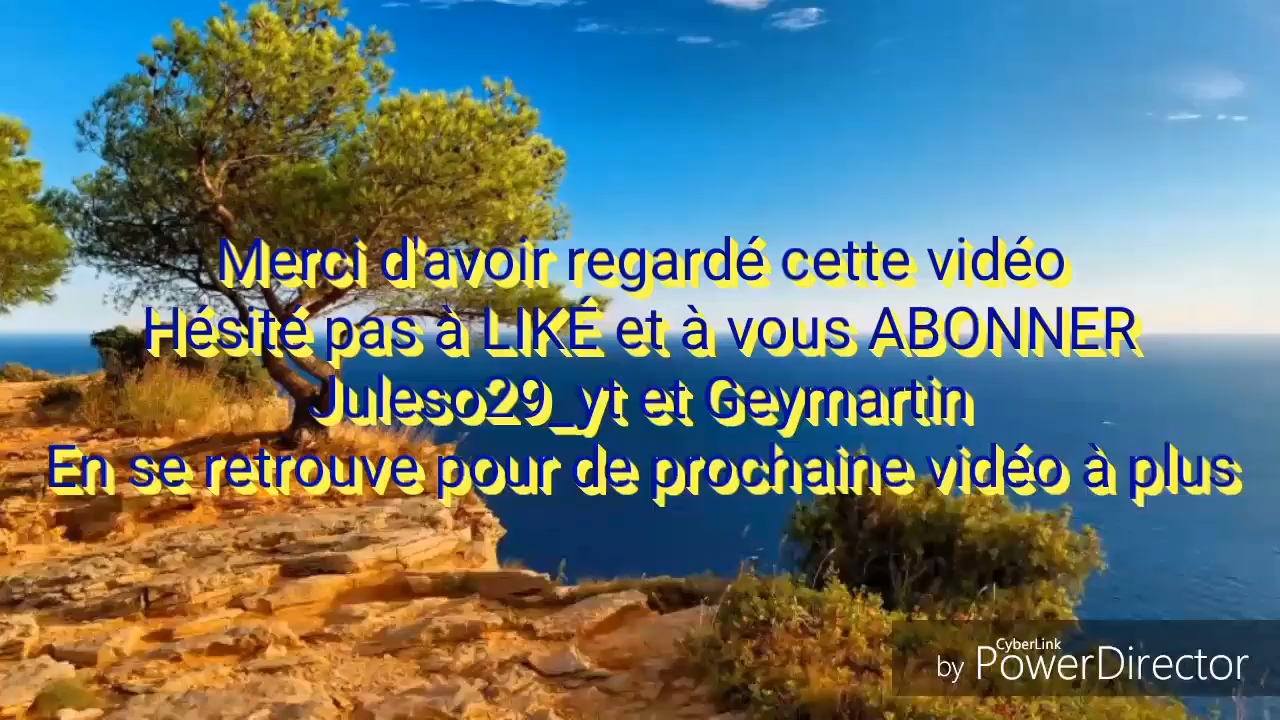 Merci d'avoir regardé cette vidéo
Hésité pas à LIKÉ et à vous ABONNER
Juleso29_yt et Geymartin
En se retrouve pour de prochaine vidéo à plus
CyberLink
by PowerDirector